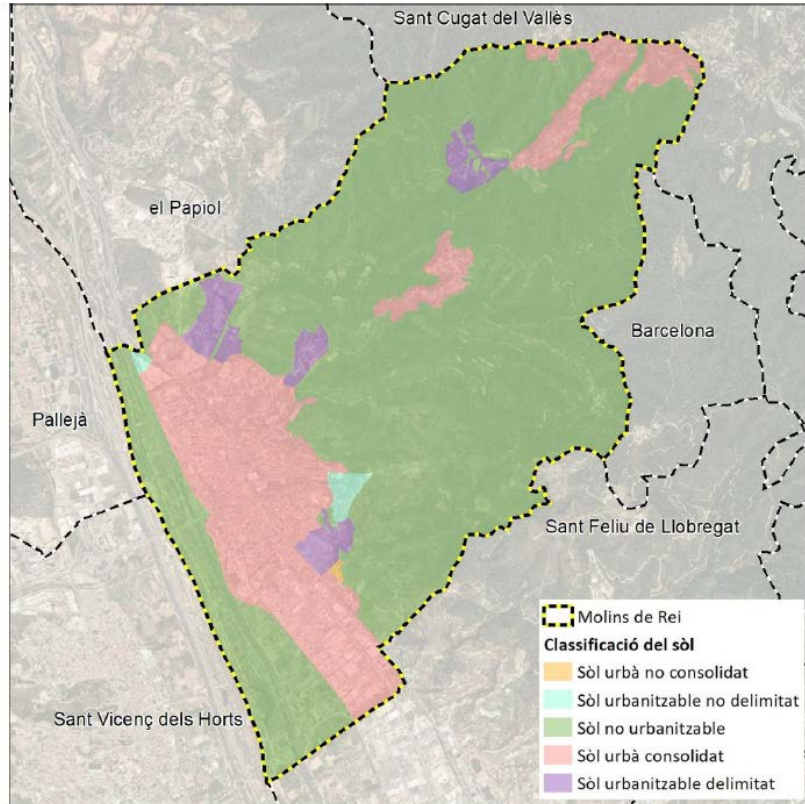 Sant Cugat del Vallès
el Papiol
Barcelona
Pallejà
Sant Feliu de Llobregat
Sant Vicenç dels Horts
Molins de Rei
Classificació del sòl
Sòl urbà no consolidat
Sòl urbanitzable no delimitat
Sòl no urbanitzable
Sòl urbà consolidat
Sòl urbanitzable delimitat